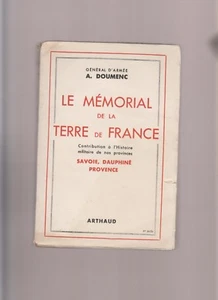 GÉNÉRAL D'ARMÉE
A. DOUMENC
LE MÉMORIAL
DE LA
TERRE DE FRANCE
Contribution à l'Histoire
militaire de nos provinces
SAVOIE, DAUPHINÉ
PROVENCE
ARTHAUD